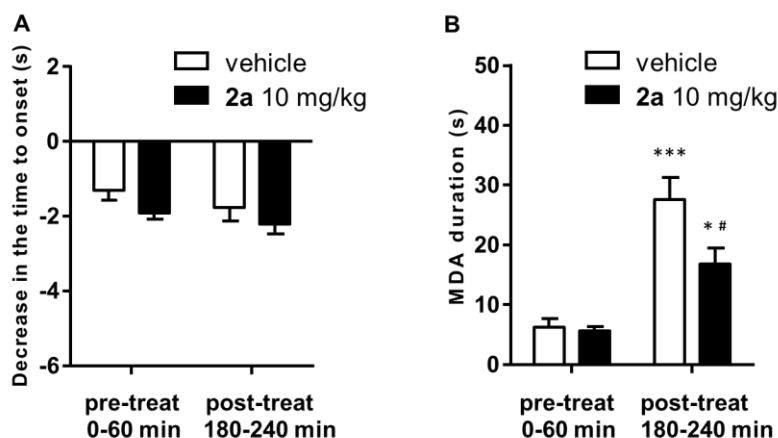 A
Decrease in the time to onset (s)
2
0
-2
-4
-6
vehicle
2a 10 mg/kg
pre-treat
0-60 min
post-treat
180-240 min
B
MDA duration (s)
50
40
30
20
10
0
vehicle
2a 10 mg/kg
***
* #
pre-treat
0-60 min
post-treat
180-240 min